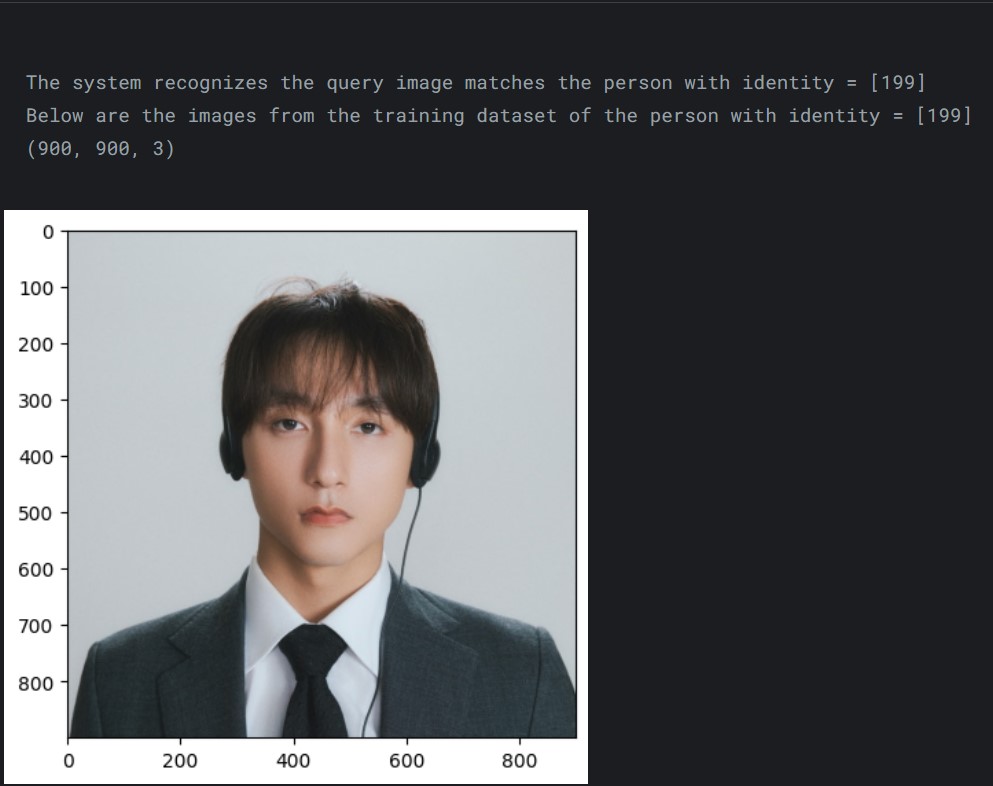 The system recognizes the query image matches the person with identity = [199]
Below are the images from the training dataset of the person with identity = [199]
(900, 900, 3)
0
100
200
300
400
500
600
700
800
0 200 400 600 800